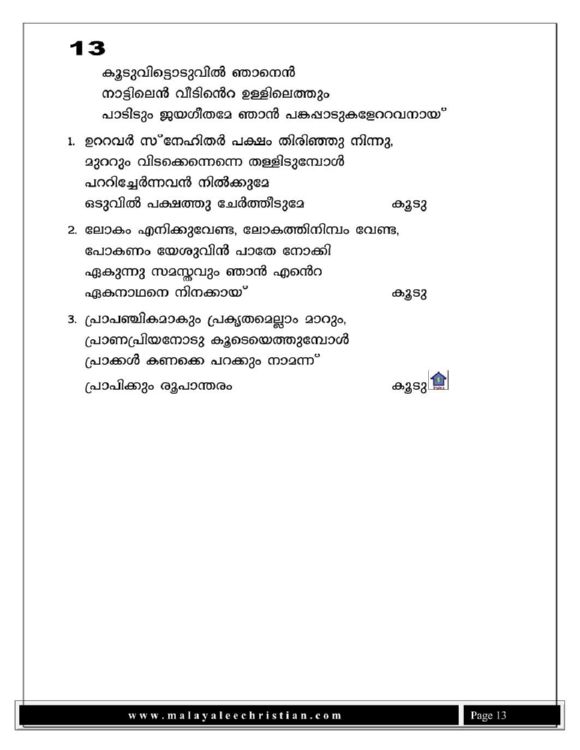 13
കൂടുവിട്ടൊടുവിൽ ഞാനെൻ
നാട്ടിലെൻ വീടിൻെറ ഉള്ളിലെത്തും
പാടിടും ജയഗീതമേ ഞാൻ പങ്കപ്പാടുകളേററവനായ്
1. ഉററവർ സ്നേഹിതർ പക്ഷം തിരിഞ്ഞു നിന്നു,
മുററും വിടക്കെന്നെന്നെ തള്ളിടുമ്പോൾ
പററിച്ചേർന്നവൻ നിൽക്കുമേ
ഒടുവിൽ പക്ഷത്തു ചേർത്തീടുമേ കൂടു
2. ലോകം എനിക്കുവേണ്ട, ലോകത്തിനിമ്പം വേണ്ട,
പോകണം യേശുവിൻ പാതേ നോക്കി
ഏകുന്നു സമസ്തവും ഞാൻ എൻെറ
ഏകനാഥനെ നിനക്കായ് കൂടു
3. പ്രാപഞ്ചികമാകും പ്രകൃതമെല്ലാം മാറും,
പ്രാണപ്രിയനോടു കൂടെയെത്തുമ്പോൾ
പ്രാക്കൾ കണക്കെ പറക്കും നാമന്ന്
പ്രാപിക്കും രൂപാന്തരം കൂടു
www.malayaleechristian.com Page 13